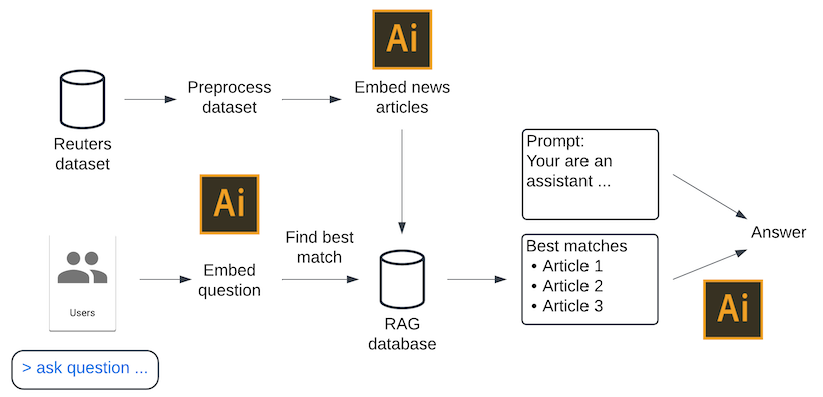 Ai
Preprocess
dataset
Embed news
articles
Reuters
dataset
Prompt:
Your are an
assistant ...
Ai
Find best
match
Answer
Users
Embed
question
Best matches
• Article 1
• Article 2
• Article 3
Ai
RAG
database
> ask question ...